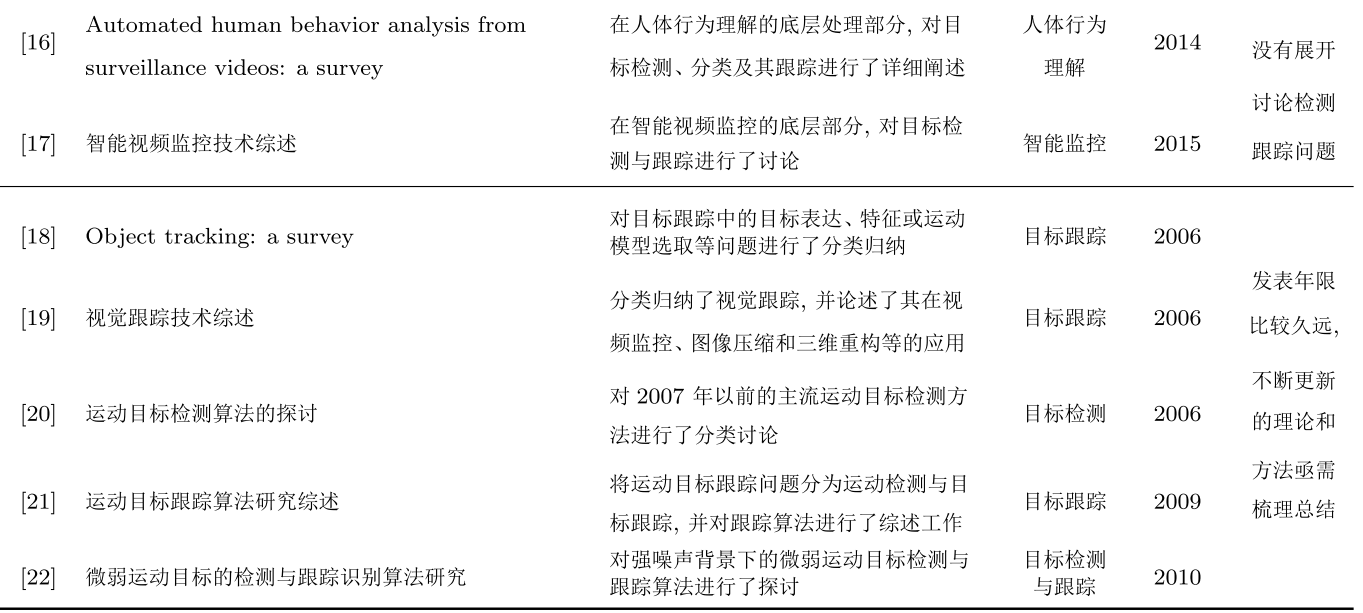 [16]
Automated human behavior analysis from
surveillance videos: a survey
在人体行为理解的底层处理部分, 对目
标检测、分类及其跟踪进行了详细阐述
人体行为
理解
2014
[17]
智能视频监控技术综述
在智能视频监控的底层部分, 对目标检
测与跟踪进行了讨论
智能监控
2015
没有展开
讨论检测
跟踪问题
[18]
Object tracking: a survey
对目标跟踪中的目标表达、特征或运动
模型选取等问题进行了分类归纳
目标跟踪
2006
[19]
视觉跟踪技术综述
分类归纳了视觉跟踪, 并论述了其在视
频监控、图像压缩和三维重构等的应用
目标跟踪
2006
[20]
运动目标检测算法的探讨
对 2007 年以前的主流运动目标检测方
法进行了分类讨论
目标检测
2006
[21]
运动目标跟踪算法研究综述
将运动目标跟踪问题分为运动检测与目
标跟踪, 并对跟踪算法进行了综述工作
目标跟踪
2009
[22]
微弱运动目标的检测与跟踪识别算法研究
对强噪声背景下的微弱运动目标检测与
跟踪算法进行了探讨
目标检测
与跟踪
2010
发表年限
比较久远,
不断更新
的理论和
方法亟需
梳理总结